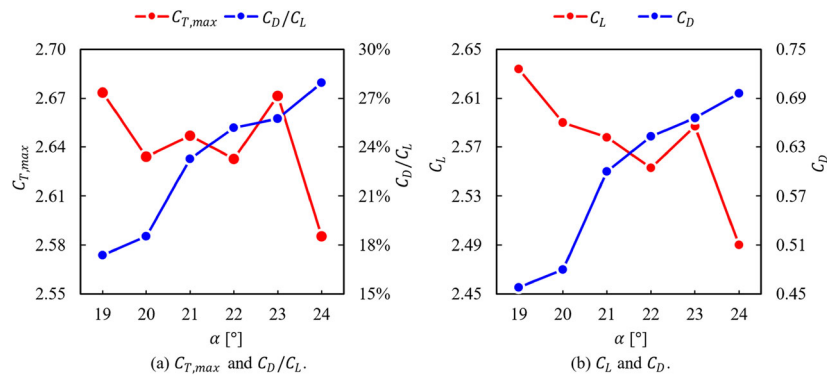 C_T,max C_D/C_L
2.70 30%
2.67 27%
2.64 24%
2.61 21%
2.58 18%
2.55 15%
C_T,max
C_D/C_L
19 20 21 22 23 24
α [°]
(a) C_T,max and C_D/C_L.
C_L C_D
2.65 0.75
2.61 0.69
2.57 0.63
2.53 0.57
2.49 0.51
2.45 0.45
C_L
C_D
19 20 21 22 23 24
α [°]
(b) C_L and C_D.